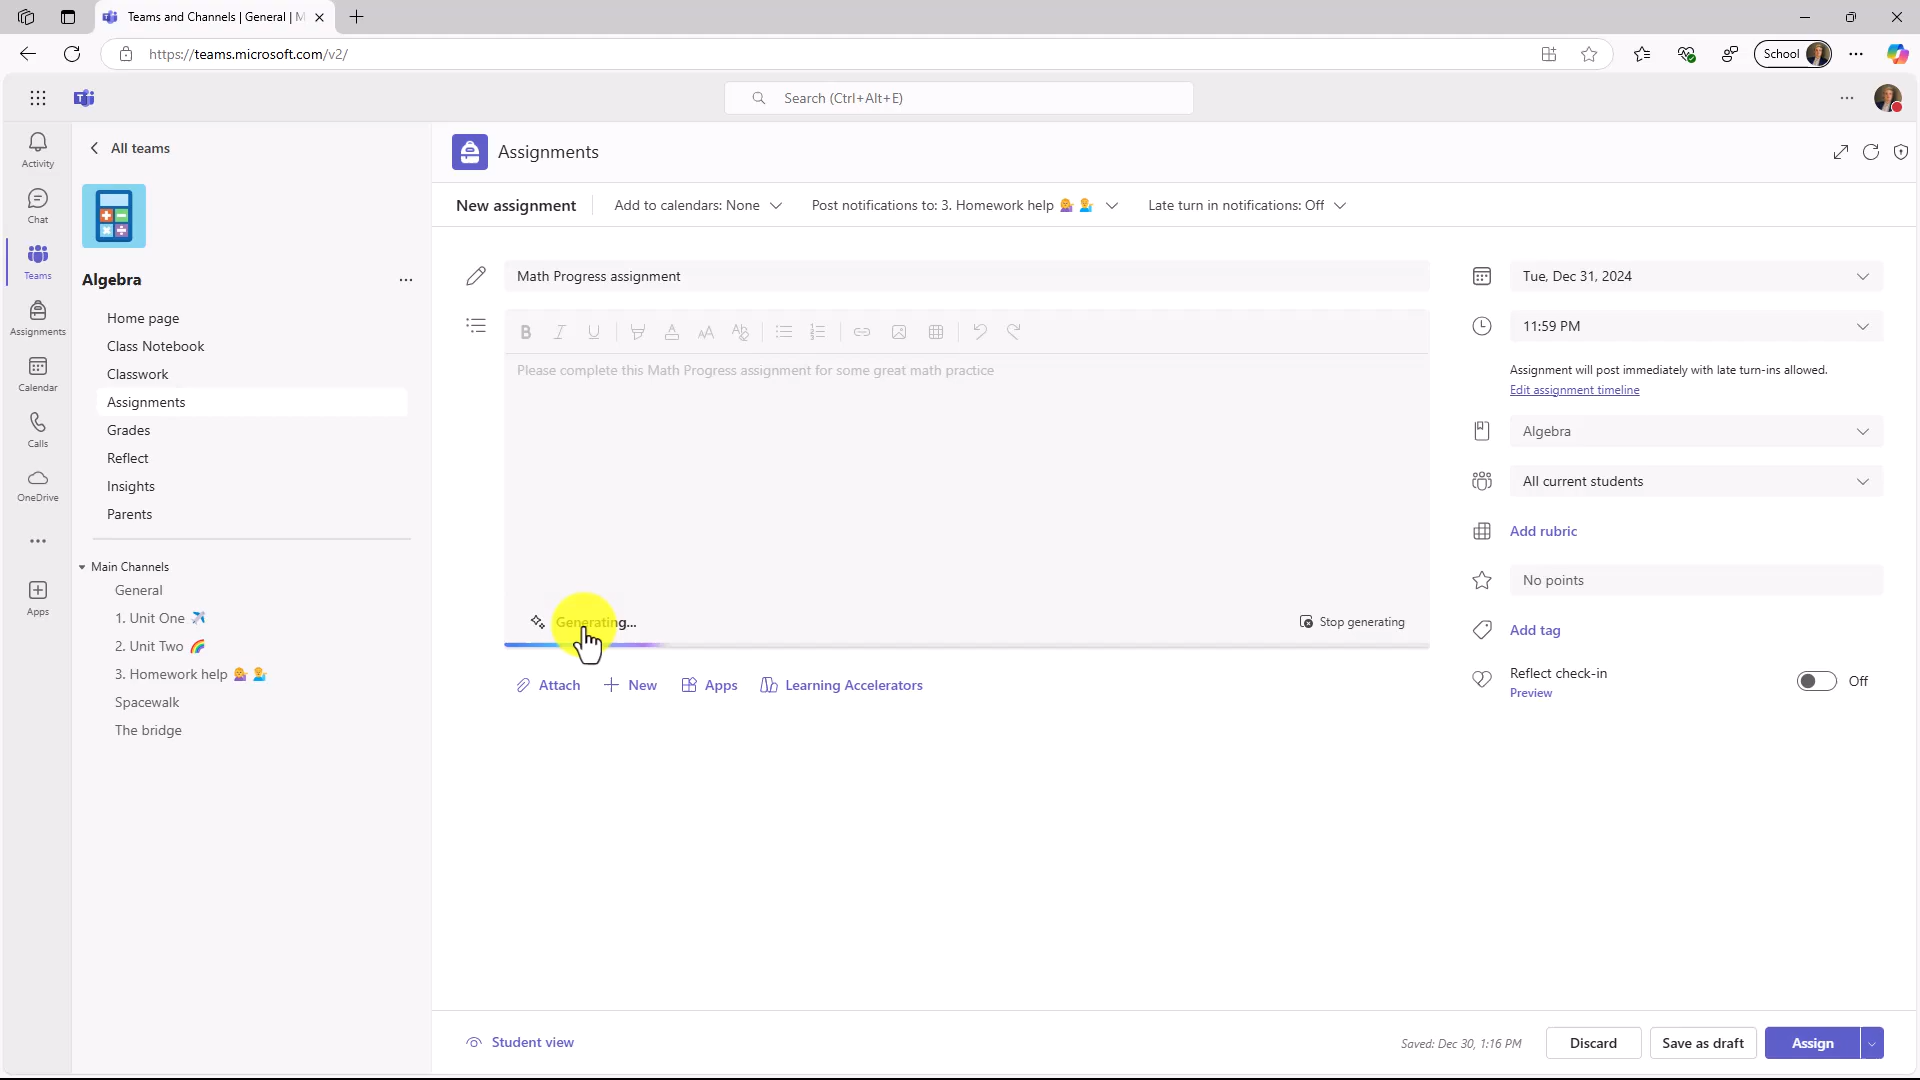 Teams and Channels | General | M
https://teams.microsoft.com/v2/
School
Search (Ctrl+Alt+E)
Activity
Chat
Teams
Assignments
Calendar
Calls
OneDrive
Apps
All teams
Algebra
Home page
Class Notebook
Classwork
Assignments
Grades
Reflect
Insights
Parents
Main Channels
General
1. Unit One ✈️
2. Unit Two 🌈
3. Homework help 💁 💁‍♂️
Spacewalk
The bridge
Assignments
New assignment
Add to calendars: None
Post notifications to: 3. Homework help 💁 💁‍♂️
Late turn in notifications: Off
Math Progress assignment
Please complete this Math Progress assignment for some great math practice
Generating...
Stop generating
Attach
New
Apps
Learning Accelerators
Tue, Dec 31, 2024
11:59 PM
Assignment will post immediately with late turn-ins allowed.
Edit assignment timeline
Algebra
All current students
Add rubric
No points
Add tag
Reflect check-in
Preview
Off
Student view
Saved: Dec 30, 1:16 PM
Discard
Save as draft
Assign